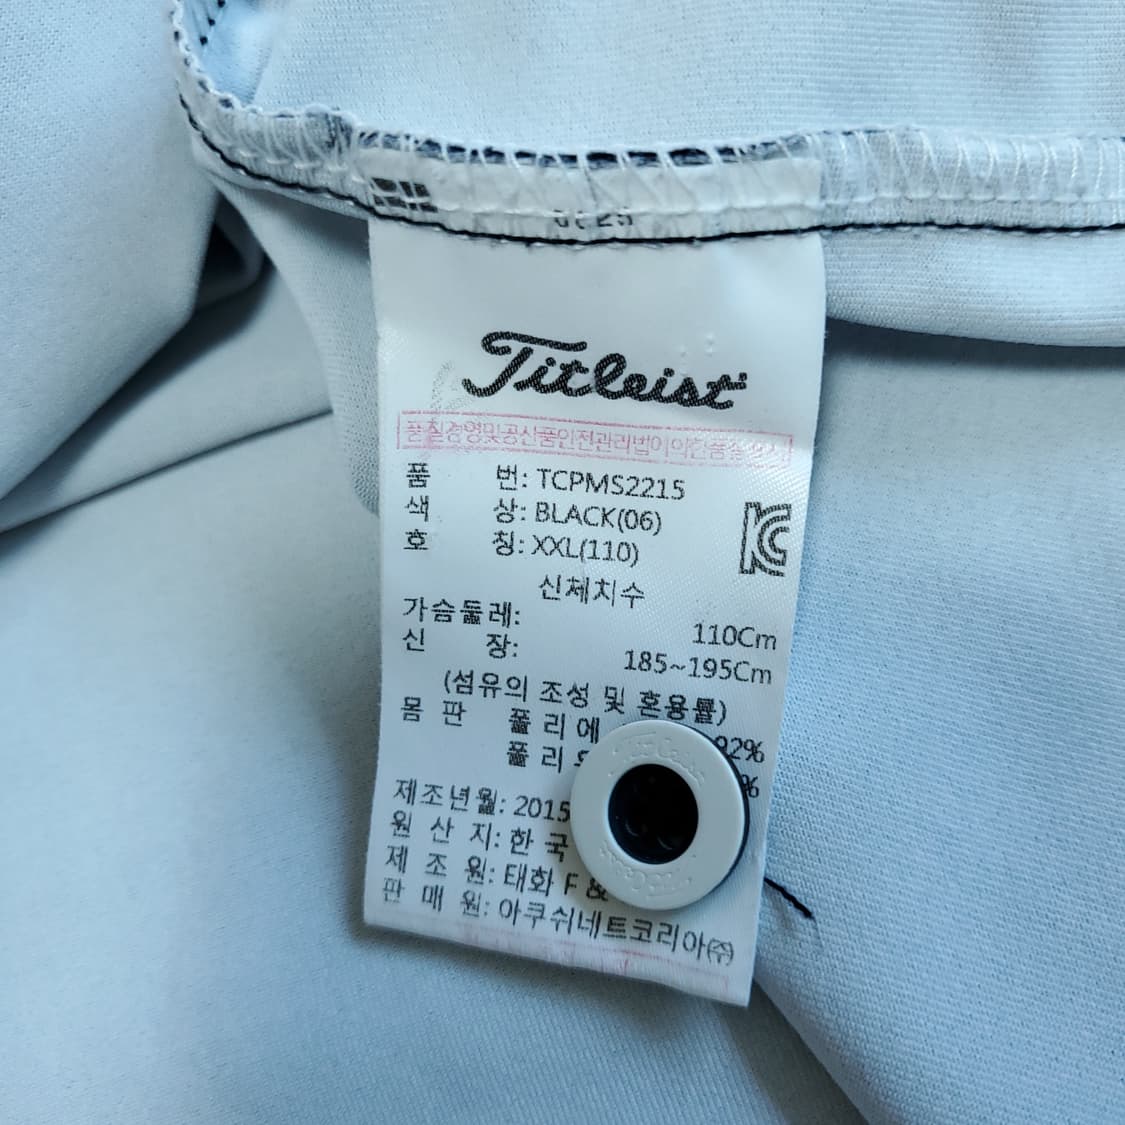 Titleist
품질경영및공산품안전관리법에의한품질표시
품 번: TCPMS2215
색 상: BLACK(06)
호 칭: XXL(110)
신체치수
가슴둘레: 110Cm
신 장: 185~195Cm
(섬유의 조성 및 혼용률)
몸 판 폴리에 92%
폴리 %
제조년월: 2015
원 산 지: 한 국
제 조 원: 태화 F &
판 매 원: 아쿠쉬네트코리아(주)